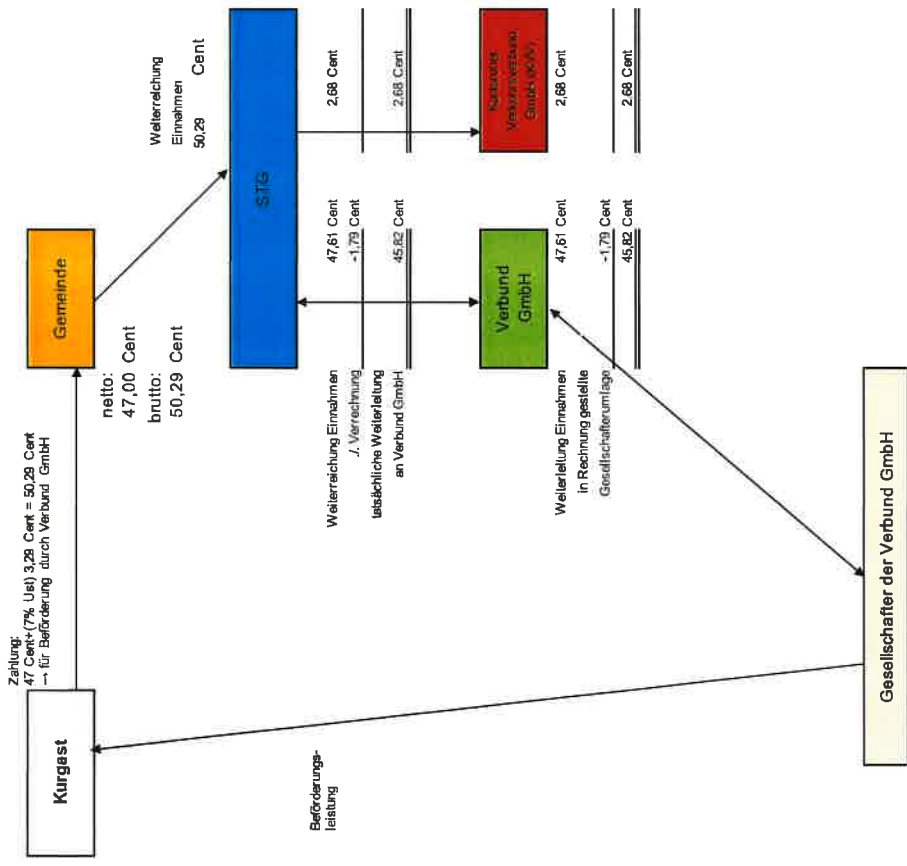 Zahlung:
47 Cent+(7% Ust) 3,29 Cent = 50,29 Cent
→ für Beförderung durch Verbund GmbH
Kurgast
Gemeinde
netto:
47,00 Cent
brutto:
50,29 Cent
Weiterreichung
Einnahmen
50,29 Cent
STG
Weiterreichung Einnahmen 47,61 Cent 2,68 Cent
./. Verrechnung -1,79 Cent
tatsächliche Weiterleitung
an Verbund GmbH 45,82 Cent 2,68 Cent
Beförderungs-
leistung
Verbund
GmbH
Karlsruher
Verkehrsverbund
GmbH (KVV)
Weiterleitung Einnahmen 47,61 Cent 2,68 Cent
in Rechnung gestellte
Gesellschafterumlage -1,79 Cent
45,82 Cent 2,68 Cent
Gesellschafter der Verbund GmbH